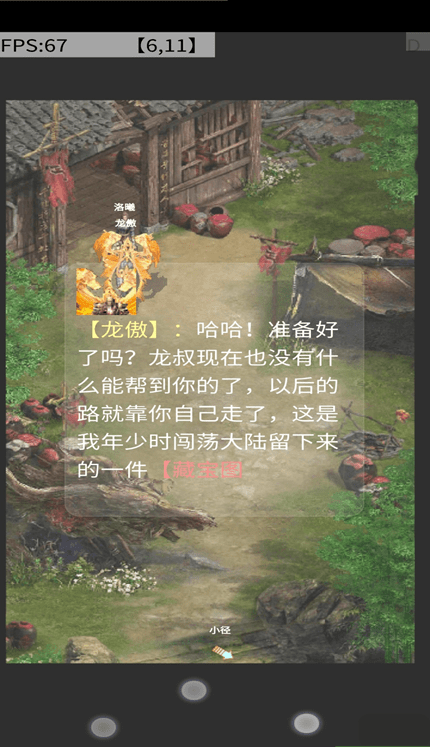 FPS:67 【6,11】 D
洛曦
龙傲
【龙傲】：哈哈！准备好
了吗？龙叔现在也没有什
么能帮到你的了，以后的
路就靠你自己走了，这是
我年少时闯荡大陆留下来
的一件【藏宝图
小径